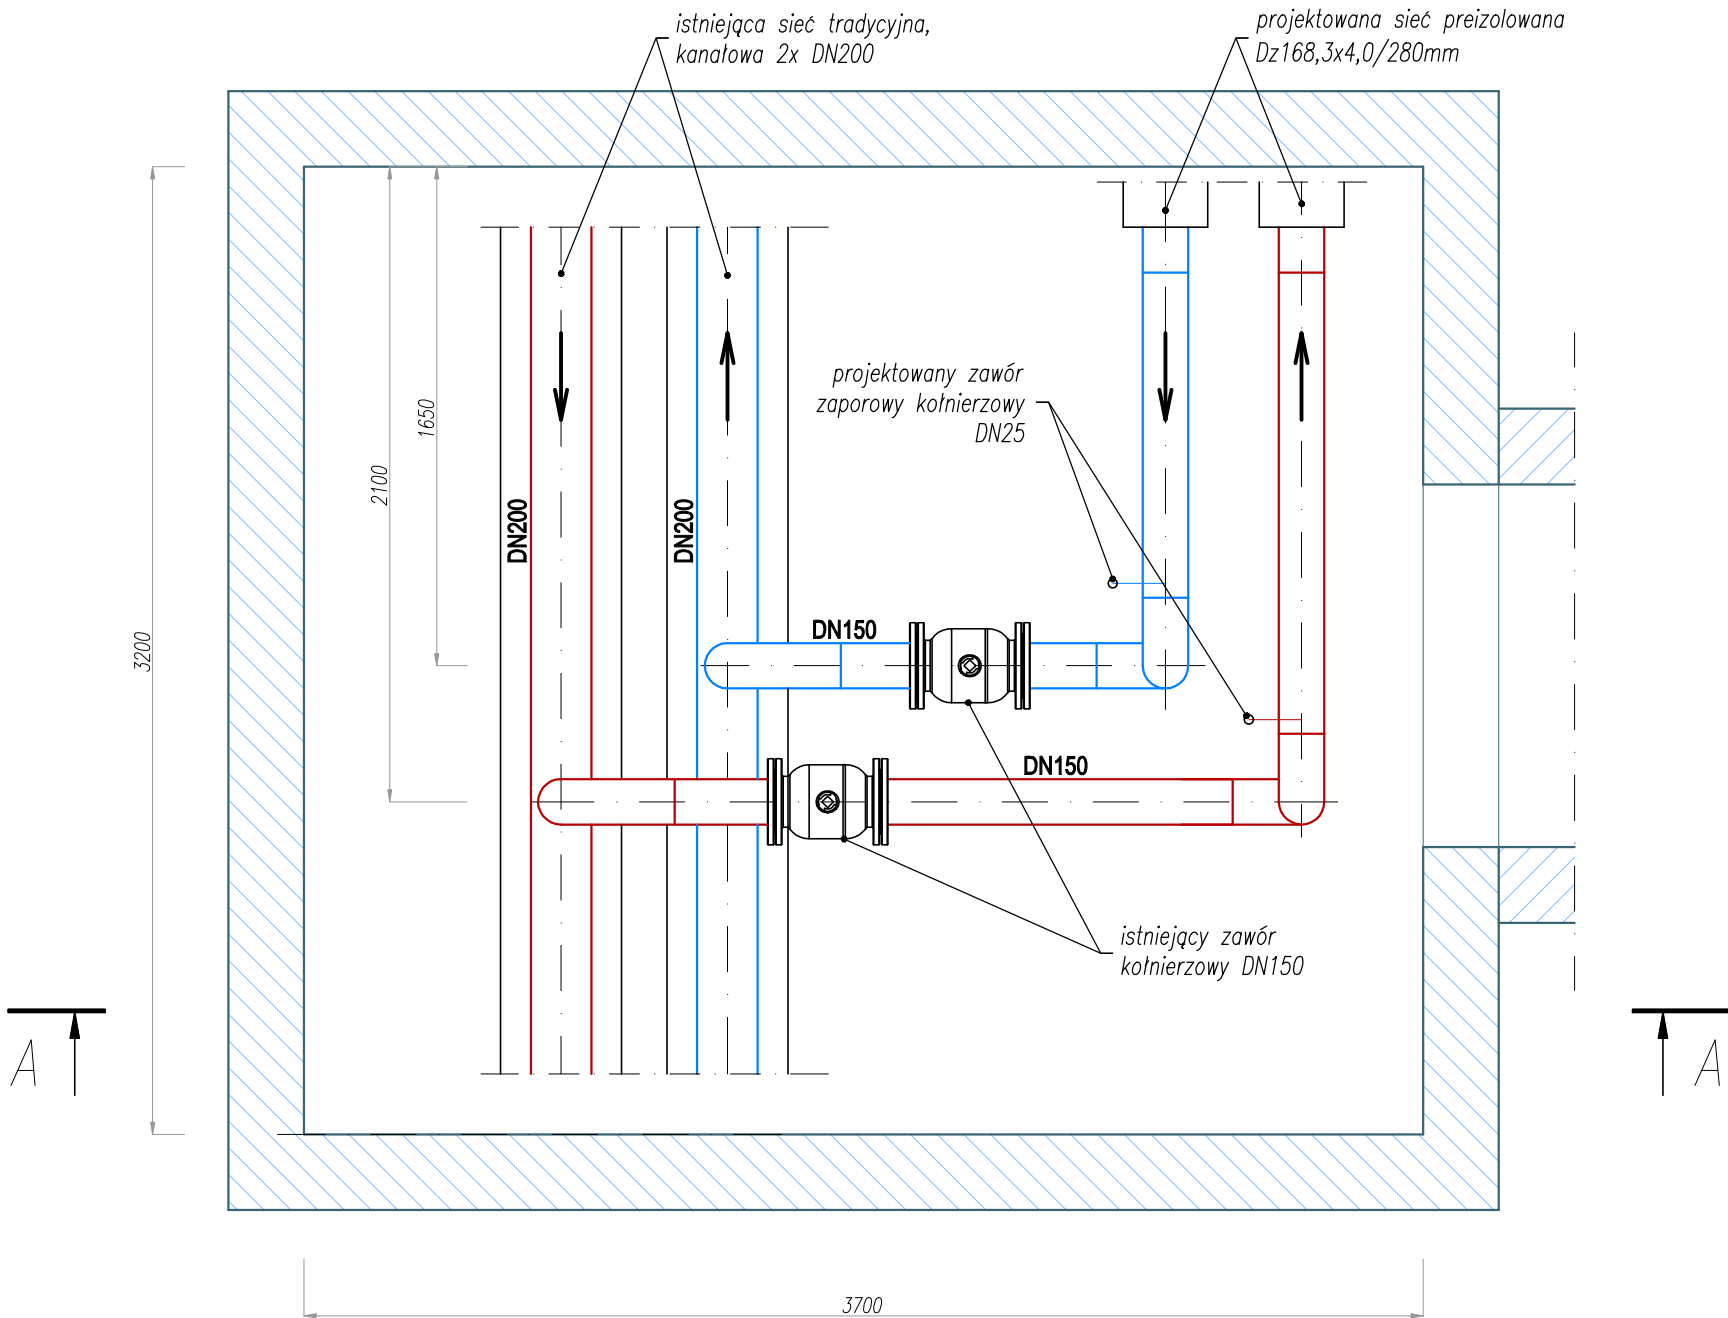 istniejąca sieć tradycyjna,
kanałowa 2x DN200
projektowana sieć preizolowana
Dz168,3x4,0/280mm
projektowany zawór
zaporowy kołnierzowy
DN25
1650
2100
DN200
DN200
3200
DN150
DN150
istniejący zawór
kołnierzowy DN150
A
A
3700